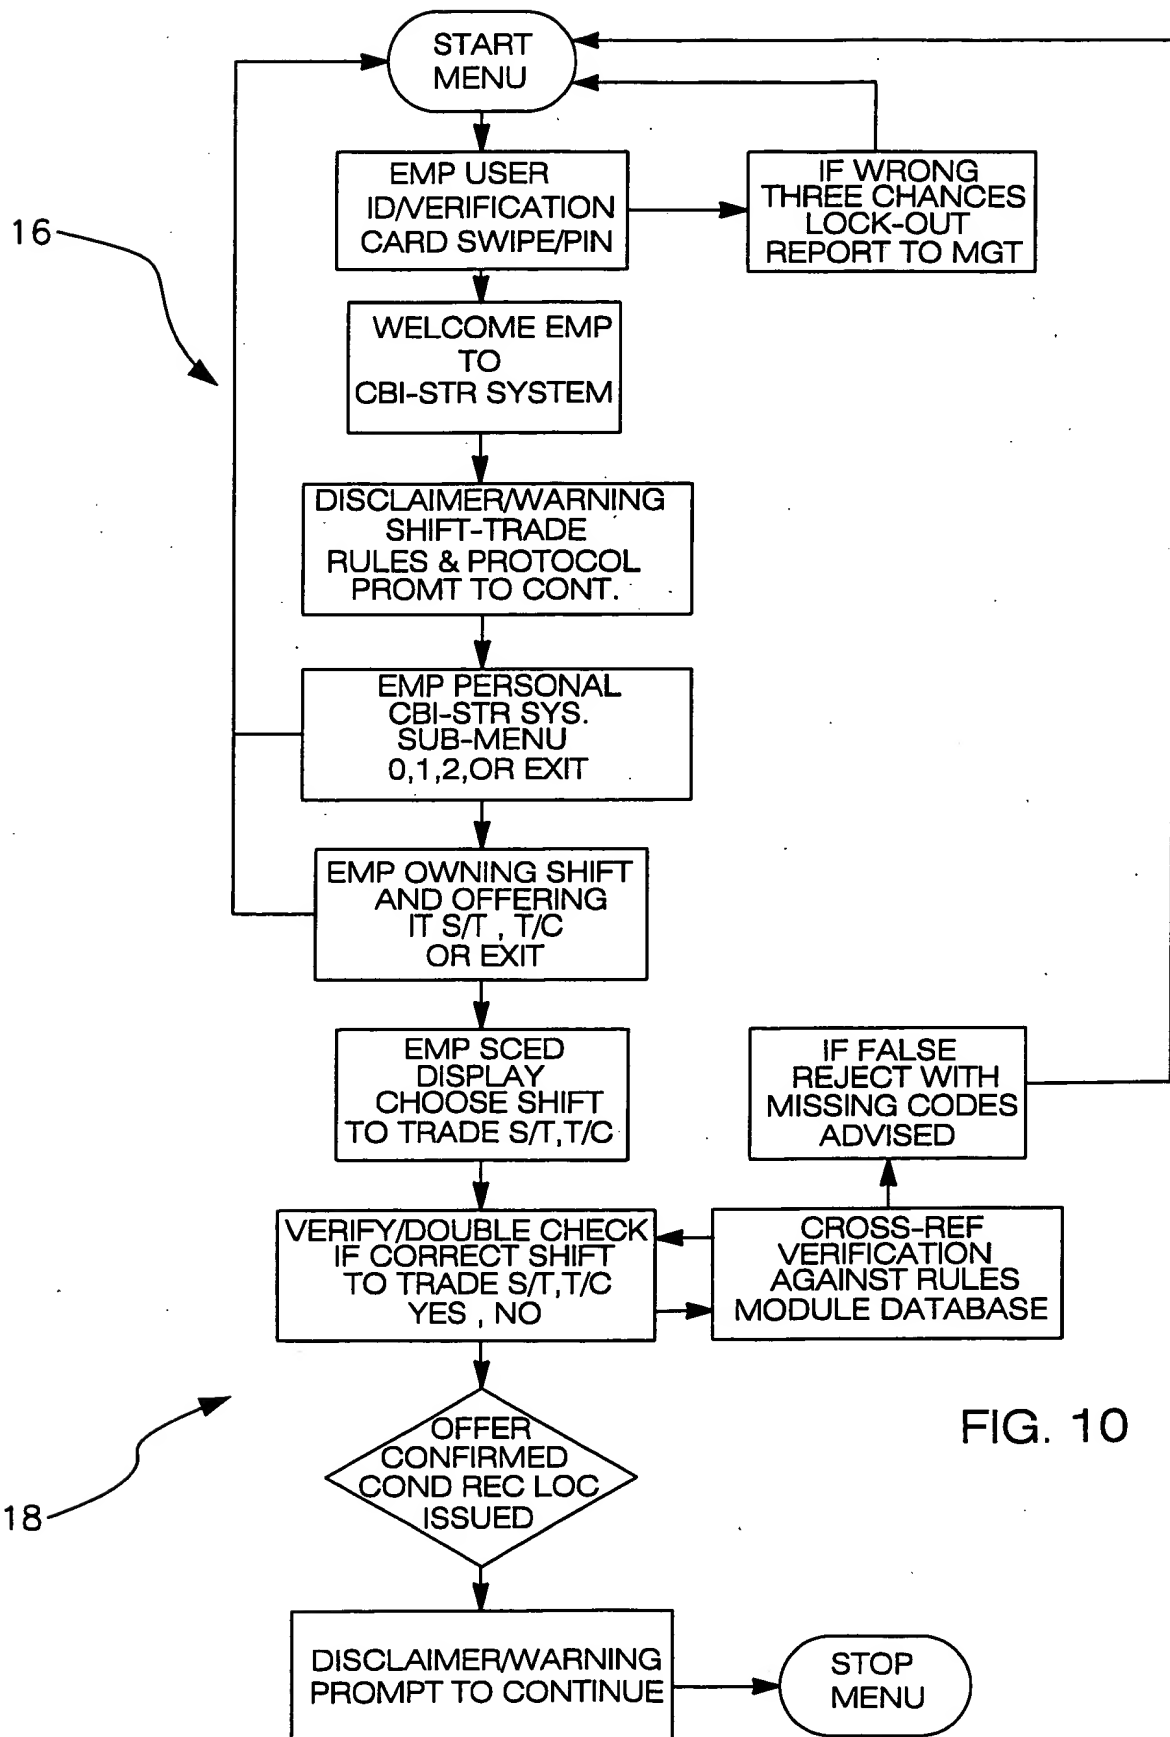 START
MENU
EMP USER
ID/VERIFICATION
CARD SWIPE/PIN
IF WRONG
THREE CHANCES
LOCK-OUT
REPORT TO MGT
16
WELCOME EMP
TO
CBI-STR SYSTEM
DISCLAIMER/WARNING
SHIFT-TRADE
RULES & PROTOCOL
PROMT TO CONT.
EMP PERSONAL
CBI-STR SYS.
SUB-MENU
0,1,2,OR EXIT
EMP OWNING SHIFT
AND OFFERING
IT S/T , T/C
OR EXIT
EMP SCED
DISPLAY
CHOOSE SHIFT
TO TRADE S/T,T/C
IF FALSE
REJECT WITH
MISSING CODES
ADVISED
VERIFY/DOUBLE CHECK
IF CORRECT SHIFT
TO TRADE S/T,T/C
YES , NO
CROSS-REF
VERIFICATION
AGAINST RULES
MODULE DATABASE
OFFER
CONFIRMED
COND REC LOC
ISSUED
FIG. 10
18
DISCLAIMER/WARNING
PROMPT TO CONTINUE
STOP
MENU